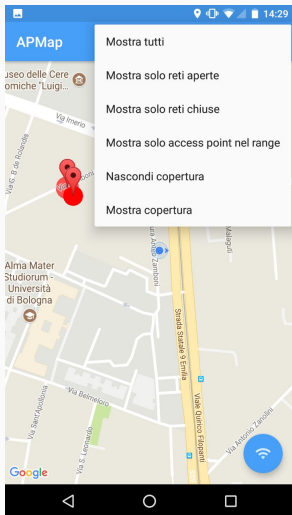 14:29
APMap
Mostra tutti
Mostra solo reti aperte
Mostra solo reti chiuse
Mostra solo access point nel range
Nascondi copertura
Mostra copertura
useo delle Cere
omiche "Luigi...
Via Irnerio
Via G. B. de Rolandis
Alma Mater
Studiorum -
Università
di Bologna
Strada Statale 9 Emilia
Viale Quirico Filopanti
Malaguti
Via Belmeloro
Via Sant'Apollonia
Via S. Leonardo
Via Antonio Zanolini
Google